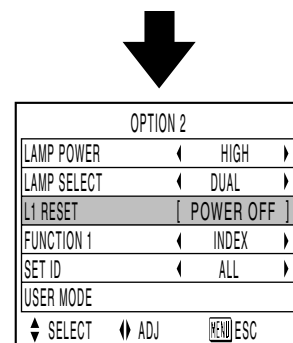 OPTION 2
LAMP POWER HIGH
LAMP SELECT DUAL
L1 RESET [ POWER OFF ]
FUNCTION 1 INDEX
SET ID ALL
USER MODE
SELECT ADJ MENU ESC